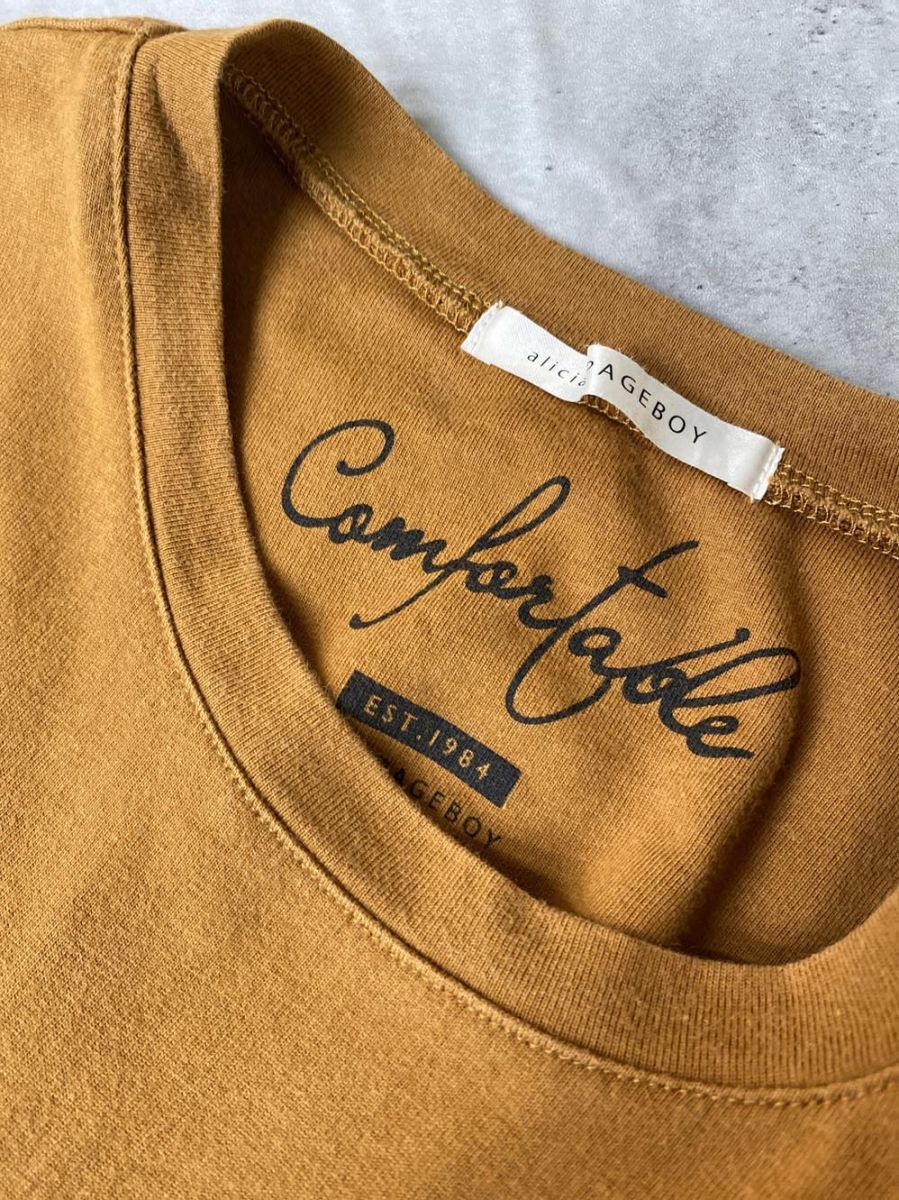 PAGEBOY
alicia
Comfortable
EST.1984
PAGEBOY